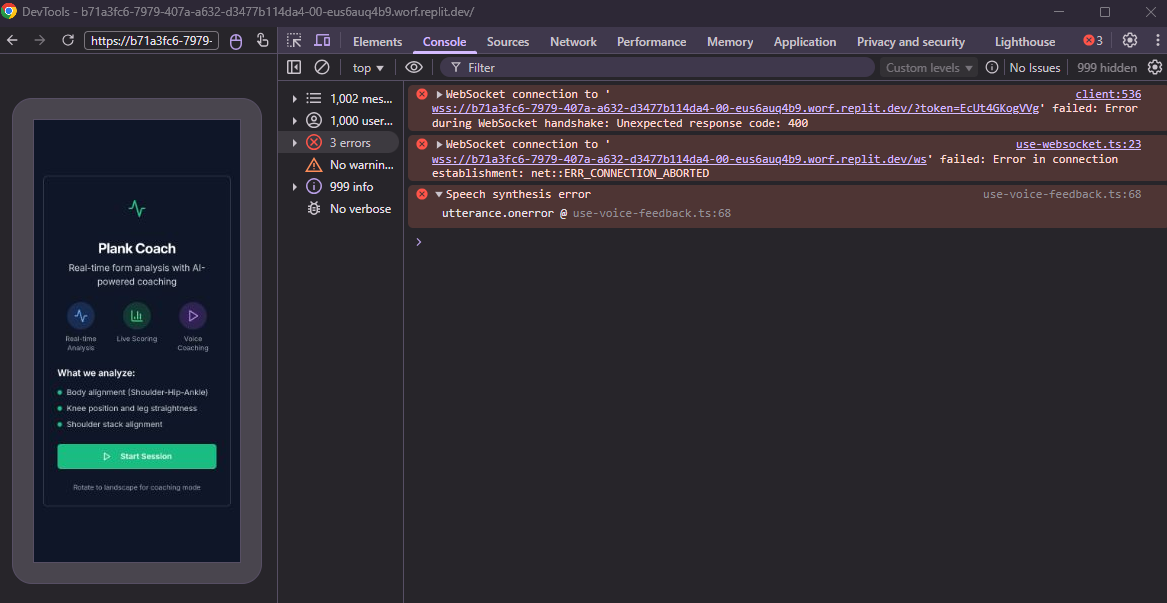 DevTools - b71a3fc6-7979-407a-a632-d3477b114da4-00-eus6auq4b9.worf.replit.dev/
https://b71a3fc6-7979-
Elements Console Sources Network Performance Memory Application Privacy and security Lighthouse 3
top Filter Custom levels No Issues 999 hidden
1,002 mes...
1,000 user...
3 errors
No warnin...
999 info
No verbose
WebSocket connection to ' client:536
wss://b71a3fc6-7979-407a-a632-d3477b114da4-00-eus6auq4b9.worf.replit.dev/?token=EcUt4GKogVVg' failed: Error
during WebSocket handshake: Unexpected response code: 400
WebSocket connection to ' use-websocket.ts:23
wss://b71a3fc6-7979-407a-a632-d3477b114da4-00-eus6auq4b9.worf.replit.dev/ws' failed: Error in connection
establishment: net::ERR_CONNECTION_ABORTED
Speech synthesis error use-voice-feedback.ts:68
utterance.onerror @ use-voice-feedback.ts:68
Plank Coach
Real-time form analysis with AI-
powered coaching
Real-time
Analysis
Live Scoring
Voice
Coaching
What we analyze:
Body alignment (Shoulder-Hip-Ankle)
Knee position and leg straightness
Shoulder stack alignment
Start Session
Rotate to landscape for coaching mode